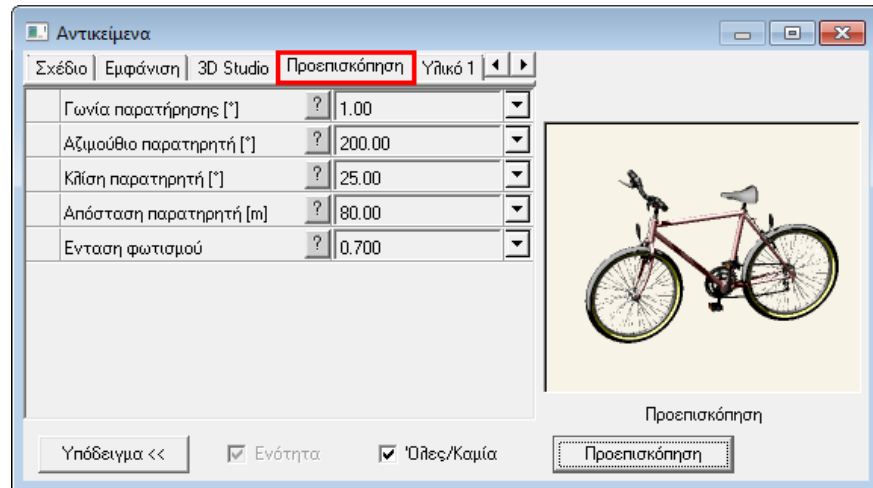 Αντικείμενα
Σχέδιο Εμφάνιση 3D Studio Προεπισκόπηση Υλικό 1
Γωνία παρατήρησης [°] ? 1.00
Αζιμούθιο παρατηρητή [°] ? 200.00
Κλίση παρατηρητή [°] ? 25.00
Απόσταση παρατηρητή [m] ? 80.00
Ενταση φωτισμού ? 0.700
Προεπισκόπηση
Υπόδειγμα << Ενότητα 'Ολες/Καμία Προεπισκόπηση